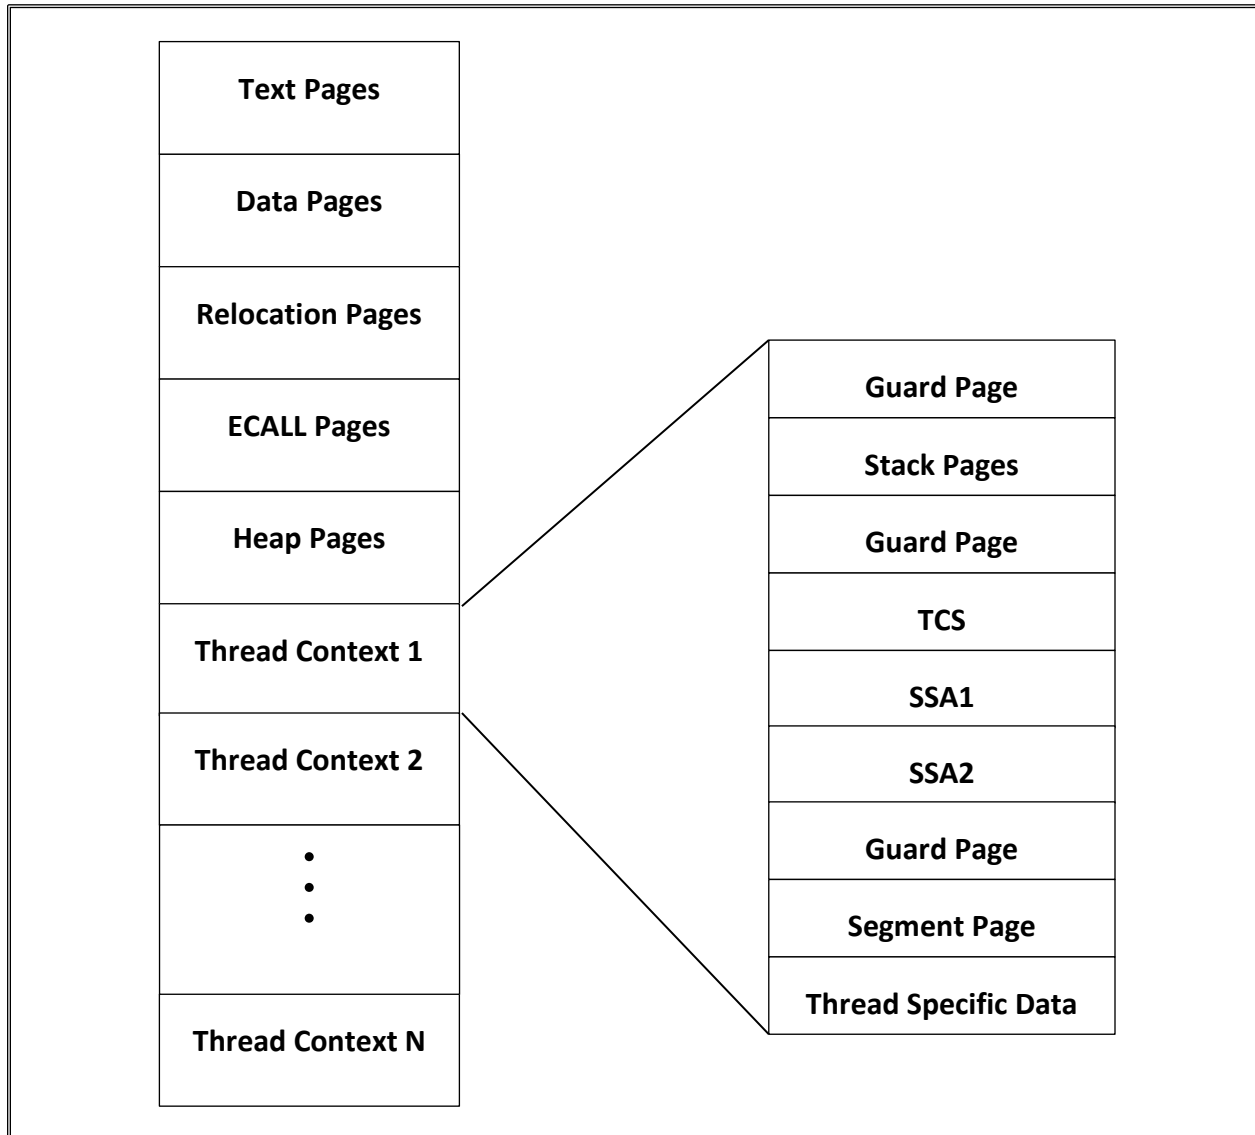 Text Pages
Data Pages
Relocation Pages
ECALL Pages
Heap Pages
Thread Context 1
Thread Context 2
Thread Context N
Guard Page
Stack Pages
Guard Page
TCS
SSA1
SSA2
Guard Page
Segment Page
Thread Specific Data